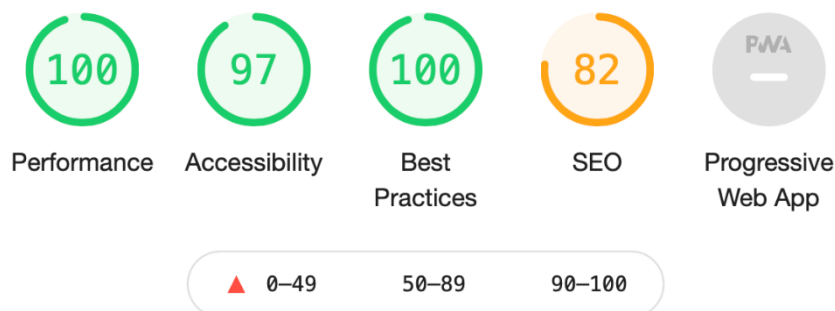 100 97 100 82 PWA
Performance Accessibility Best Practices SEO Progressive Web App
0–49 50–89 90–100